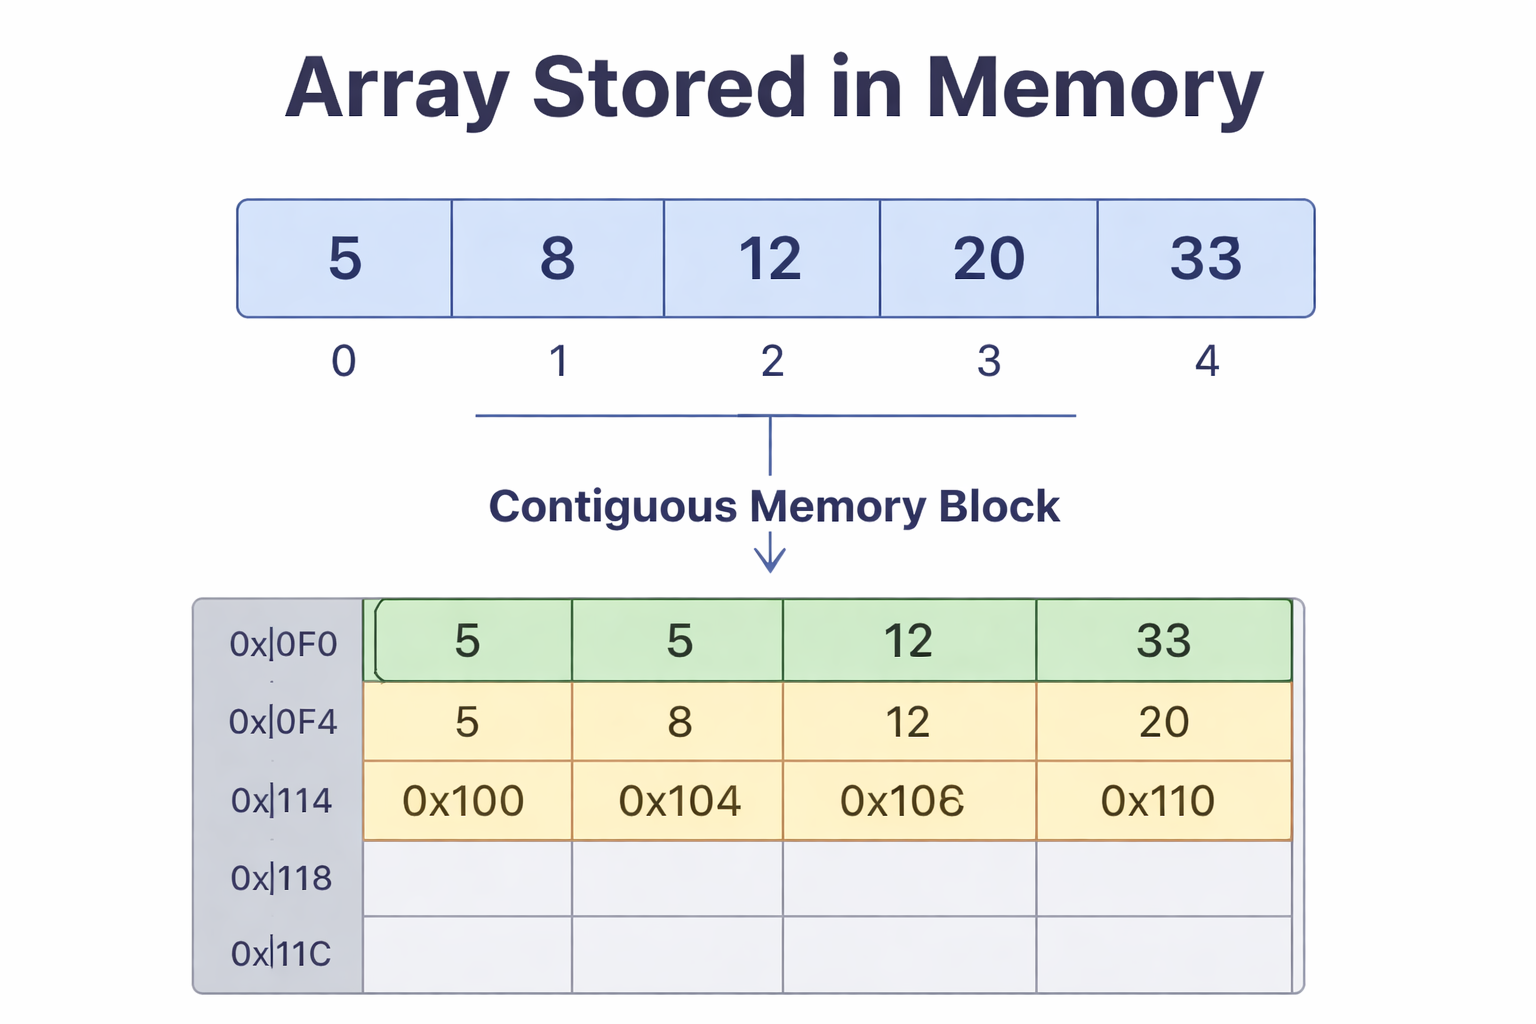 Array Stored in Memory
5 8 12 20 33
0 1 2 3 4
Contiguous Memory Block
0x|0F0 5 5 12 33
0x|0F4 5 8 12 20
0x|114 0x100 0x104 0x106 0x110
0x|118
0x|11C